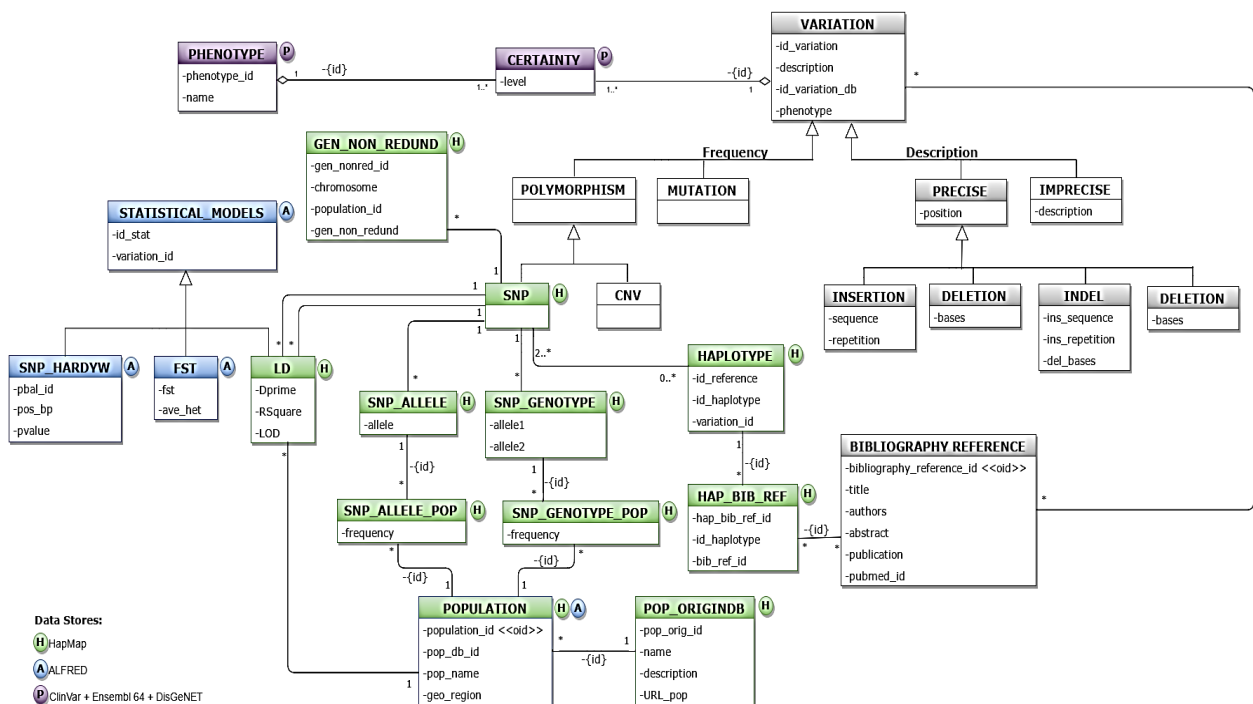 VARIATION
-id_variation
-description
-id_variation_db
-phenotype
PHENOTYPE
P
-phenotype_id
-name
1
-{id}
1..*
CERTAINTY
P
-level
1..*
-{id}
1
*
GEN_NON_REDUND
H
-gen_nonred_id
-chromosome
-population_id
-gen_non_redund
*
1
Frequency
Description
POLYMORPHISM
MUTATION
PRECISE
-position
IMPRECISE
-description
STATISTICAL_MODELS
A
-id_stat
-variation_id
SNP
H
CNV
INSERTION
-sequence
-repetition
DELETION
-bases
INDEL
-ins_sequence
-ins_repetition
-del_bases
DELETION
-bases
1
1
1
1
2..*
0..*
*
*
*
*
SNP_HARDYW
A
-pbal_id
-pos_bp
-pvalue
FST
A
-fst
-ave_het
LD
H
-Dprime
-RSquare
-LOD
*
SNP_ALLELE
H
-allele
1
-{id}
*
SNP_GENOTYPE
H
-allele1
-allele2
1
-{id}
*
HAPLOTYPE
H
-id_reference
-id_haplotype
-variation_id
1
-{id}
*
BIBLIOGRAPHY REFERENCE
-bibliography_reference_id <<oid>>
-title
-authors
-abstract
-publication
-pubmed_id
*
SNP_ALLELE_POP
H
-frequency
*
-{id}
1
SNP_GENOTYPE_POP
H
-frequency
*
-{id}
1
HAP_BIB_REF
H
-hap_bib_ref_id
-id_haplotype
-bib_ref_id
-{id}
*
*
POPULATION
H
A
-population_id <<oid>>
-pop_db_id
-pop_name
-geo_region
1
*
-{id}
1
POP_ORIGINDB
H
-pop_orig_id
-name
-description
-URL_pop
Data Stores:
H HapMap
A ALFRED
P ClinVar + Ensembl 64 + DisGeNET